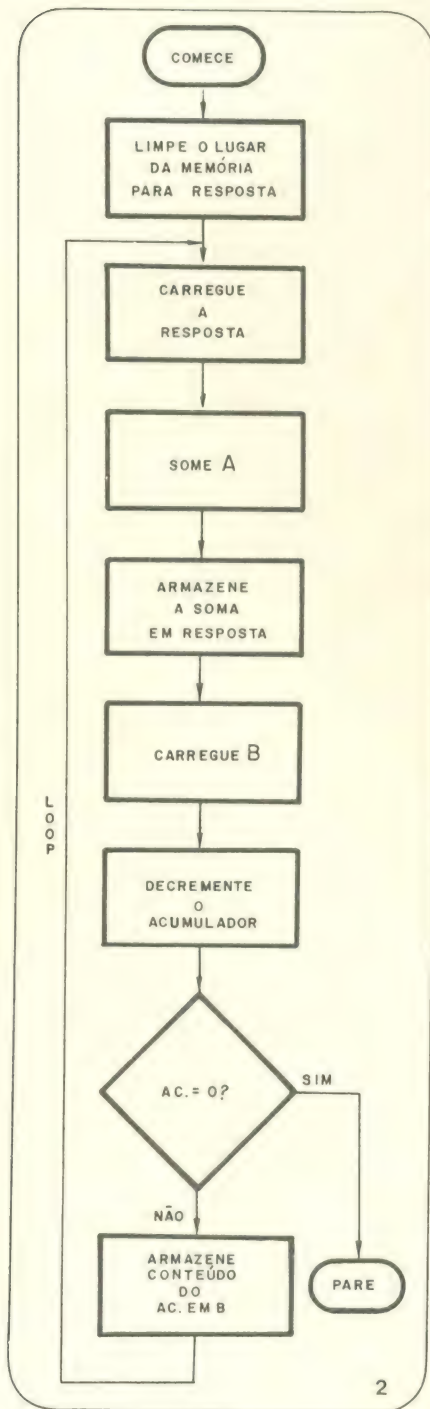 COMECE
LIMPE O LUGAR
DA MEMÓRIA
PARA RESPOSTA
CARREGUE
A
RESPOSTA
SOME A
ARMAZENE
A SOMA
EM RESPOSTA
CARREGUE B
LOOP
DECREMENTE
O
ACUMULADOR
AC. = 0?
SIM
NÃO
ARMAZENE
CONTEÚDO
DO
AC. EM B
PARE
2